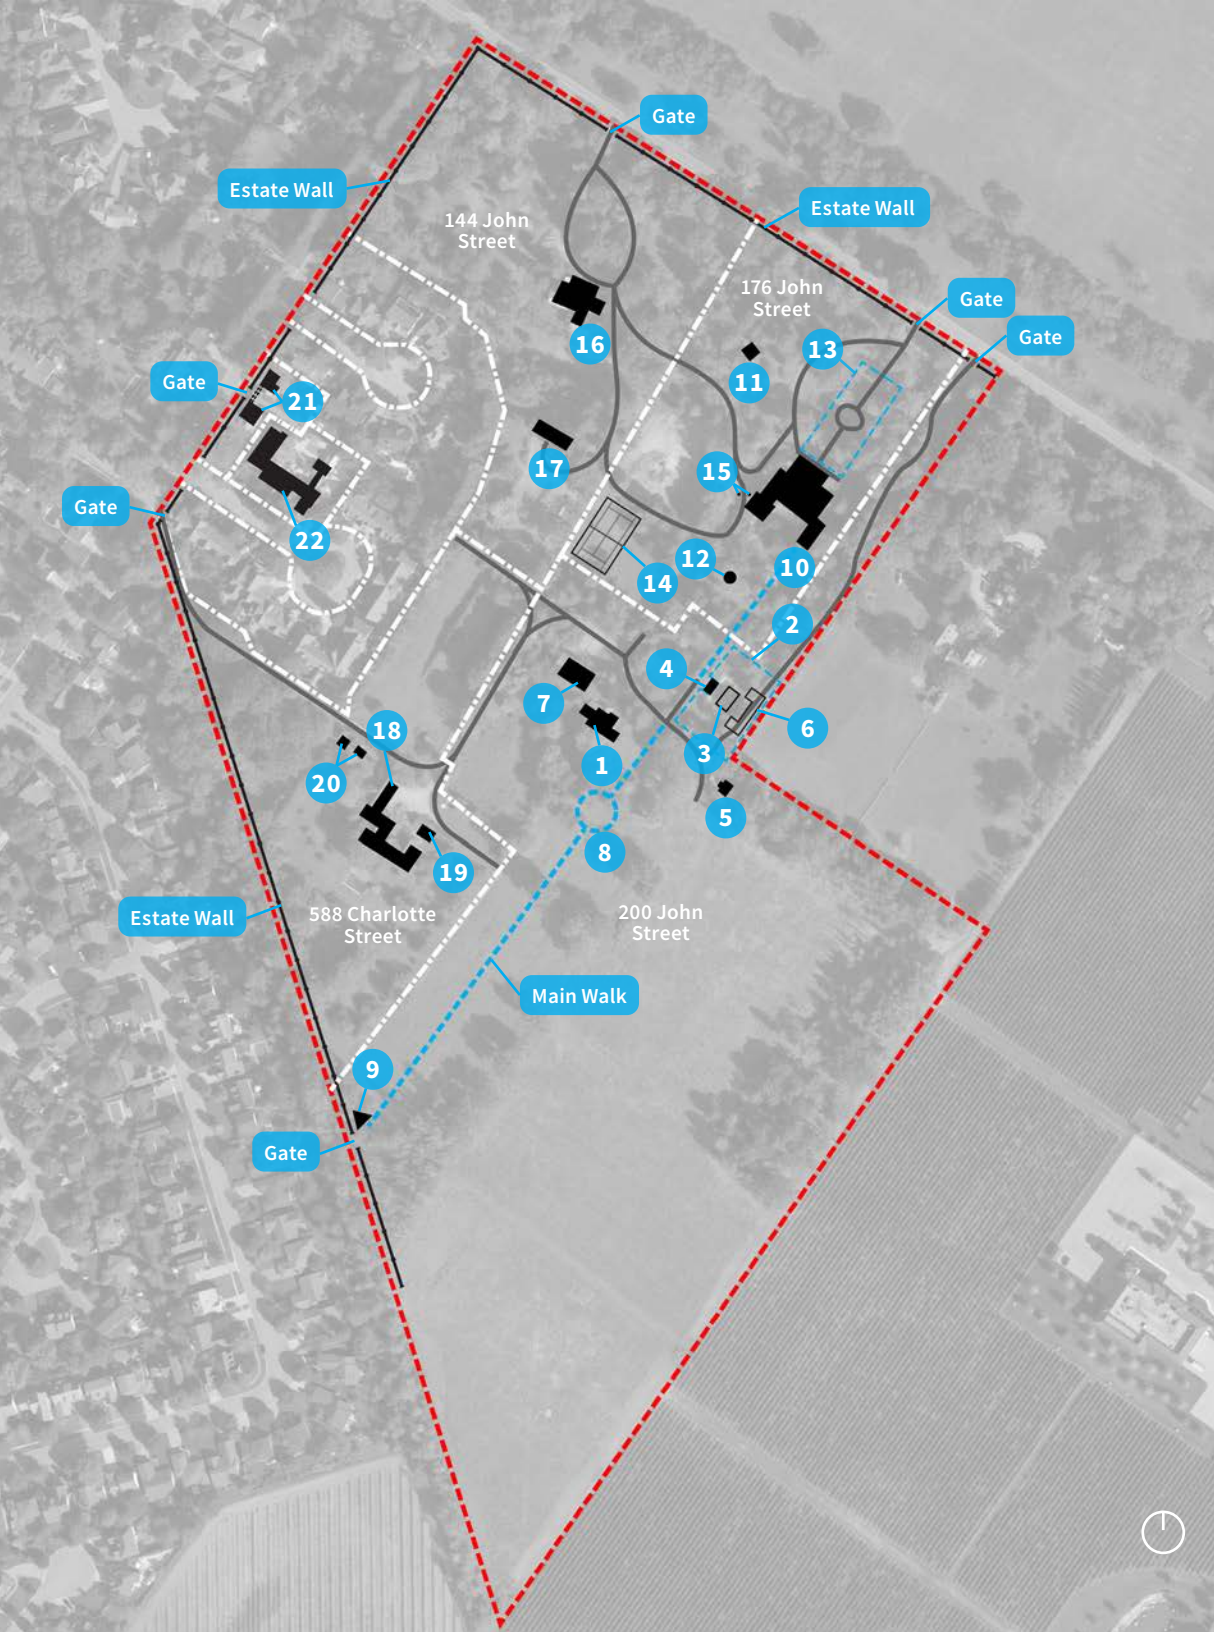 Gate
Estate Wall
Estate Wall
144 John
Street
176 John
Street
Gate
Gate
13
16
11
Gate
21
17
15
Gate
22
12
10
14
2
4
7
6
18
3
1
20
5
8
19
588 Charlotte
Street
200 John
Street
Estate Wall
Main Walk
9
Gate